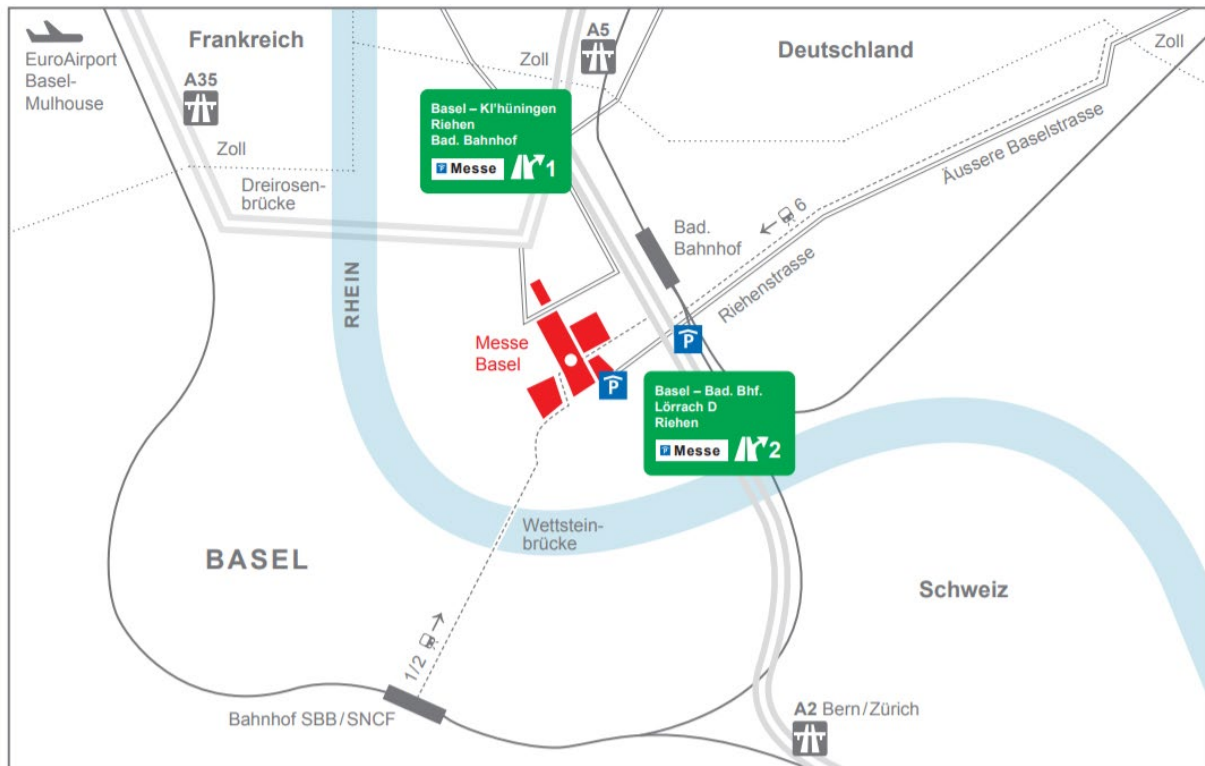 EuroAirport
Basel-
Mulhouse
Frankreich
A35
Zoll
Dreirosen-
brücke
RHEIN
Zoll
A5
Deutschland
Zoll
Basel – Kl'hüningen
Riehen
Bad. Bahnhof
P Messe 1
Äussere Baselstrasse
6
Bad.
Bahnhof
Riehenstrasse
Messe
Basel
P
P
Basel – Bad. Bhf.
Lörrach D
Riehen
P Messe 2
Wettstein-
brücke
BASEL
Schweiz
1/2
Bahnhof SBB/SNCF
A2 Bern/Zürich